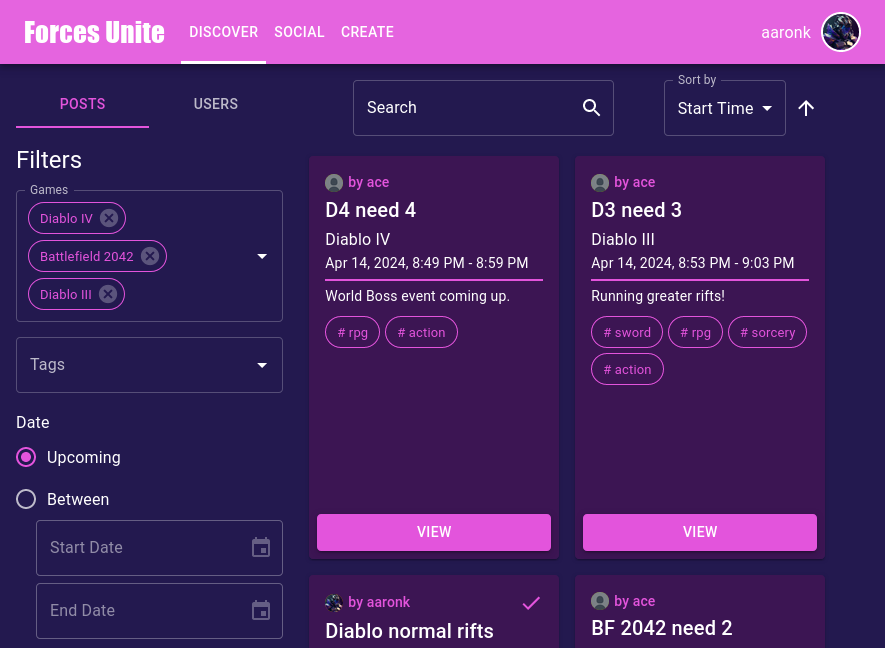 Forces Unite
DISCOVER SOCIAL CREATE
aaronk
POSTS USERS
Filters
Games
Diablo IV
Battlefield 2042
Diablo III
Tags
Date
Upcoming
Between
Start Date
End Date
Search
Sort by
Start Time
by ace
D4 need 4
Diablo IV
Apr 14, 2024, 8:49 PM - 8:59 PM
World Boss event coming up.
# rpg # action
VIEW
by ace
D3 need 3
Diablo III
Apr 14, 2024, 8:53 PM - 9:03 PM
Running greater rifts!
# sword # rpg # sorcery
# action
VIEW
by aaronk
Diablo normal rifts
by ace
BF 2042 need 2